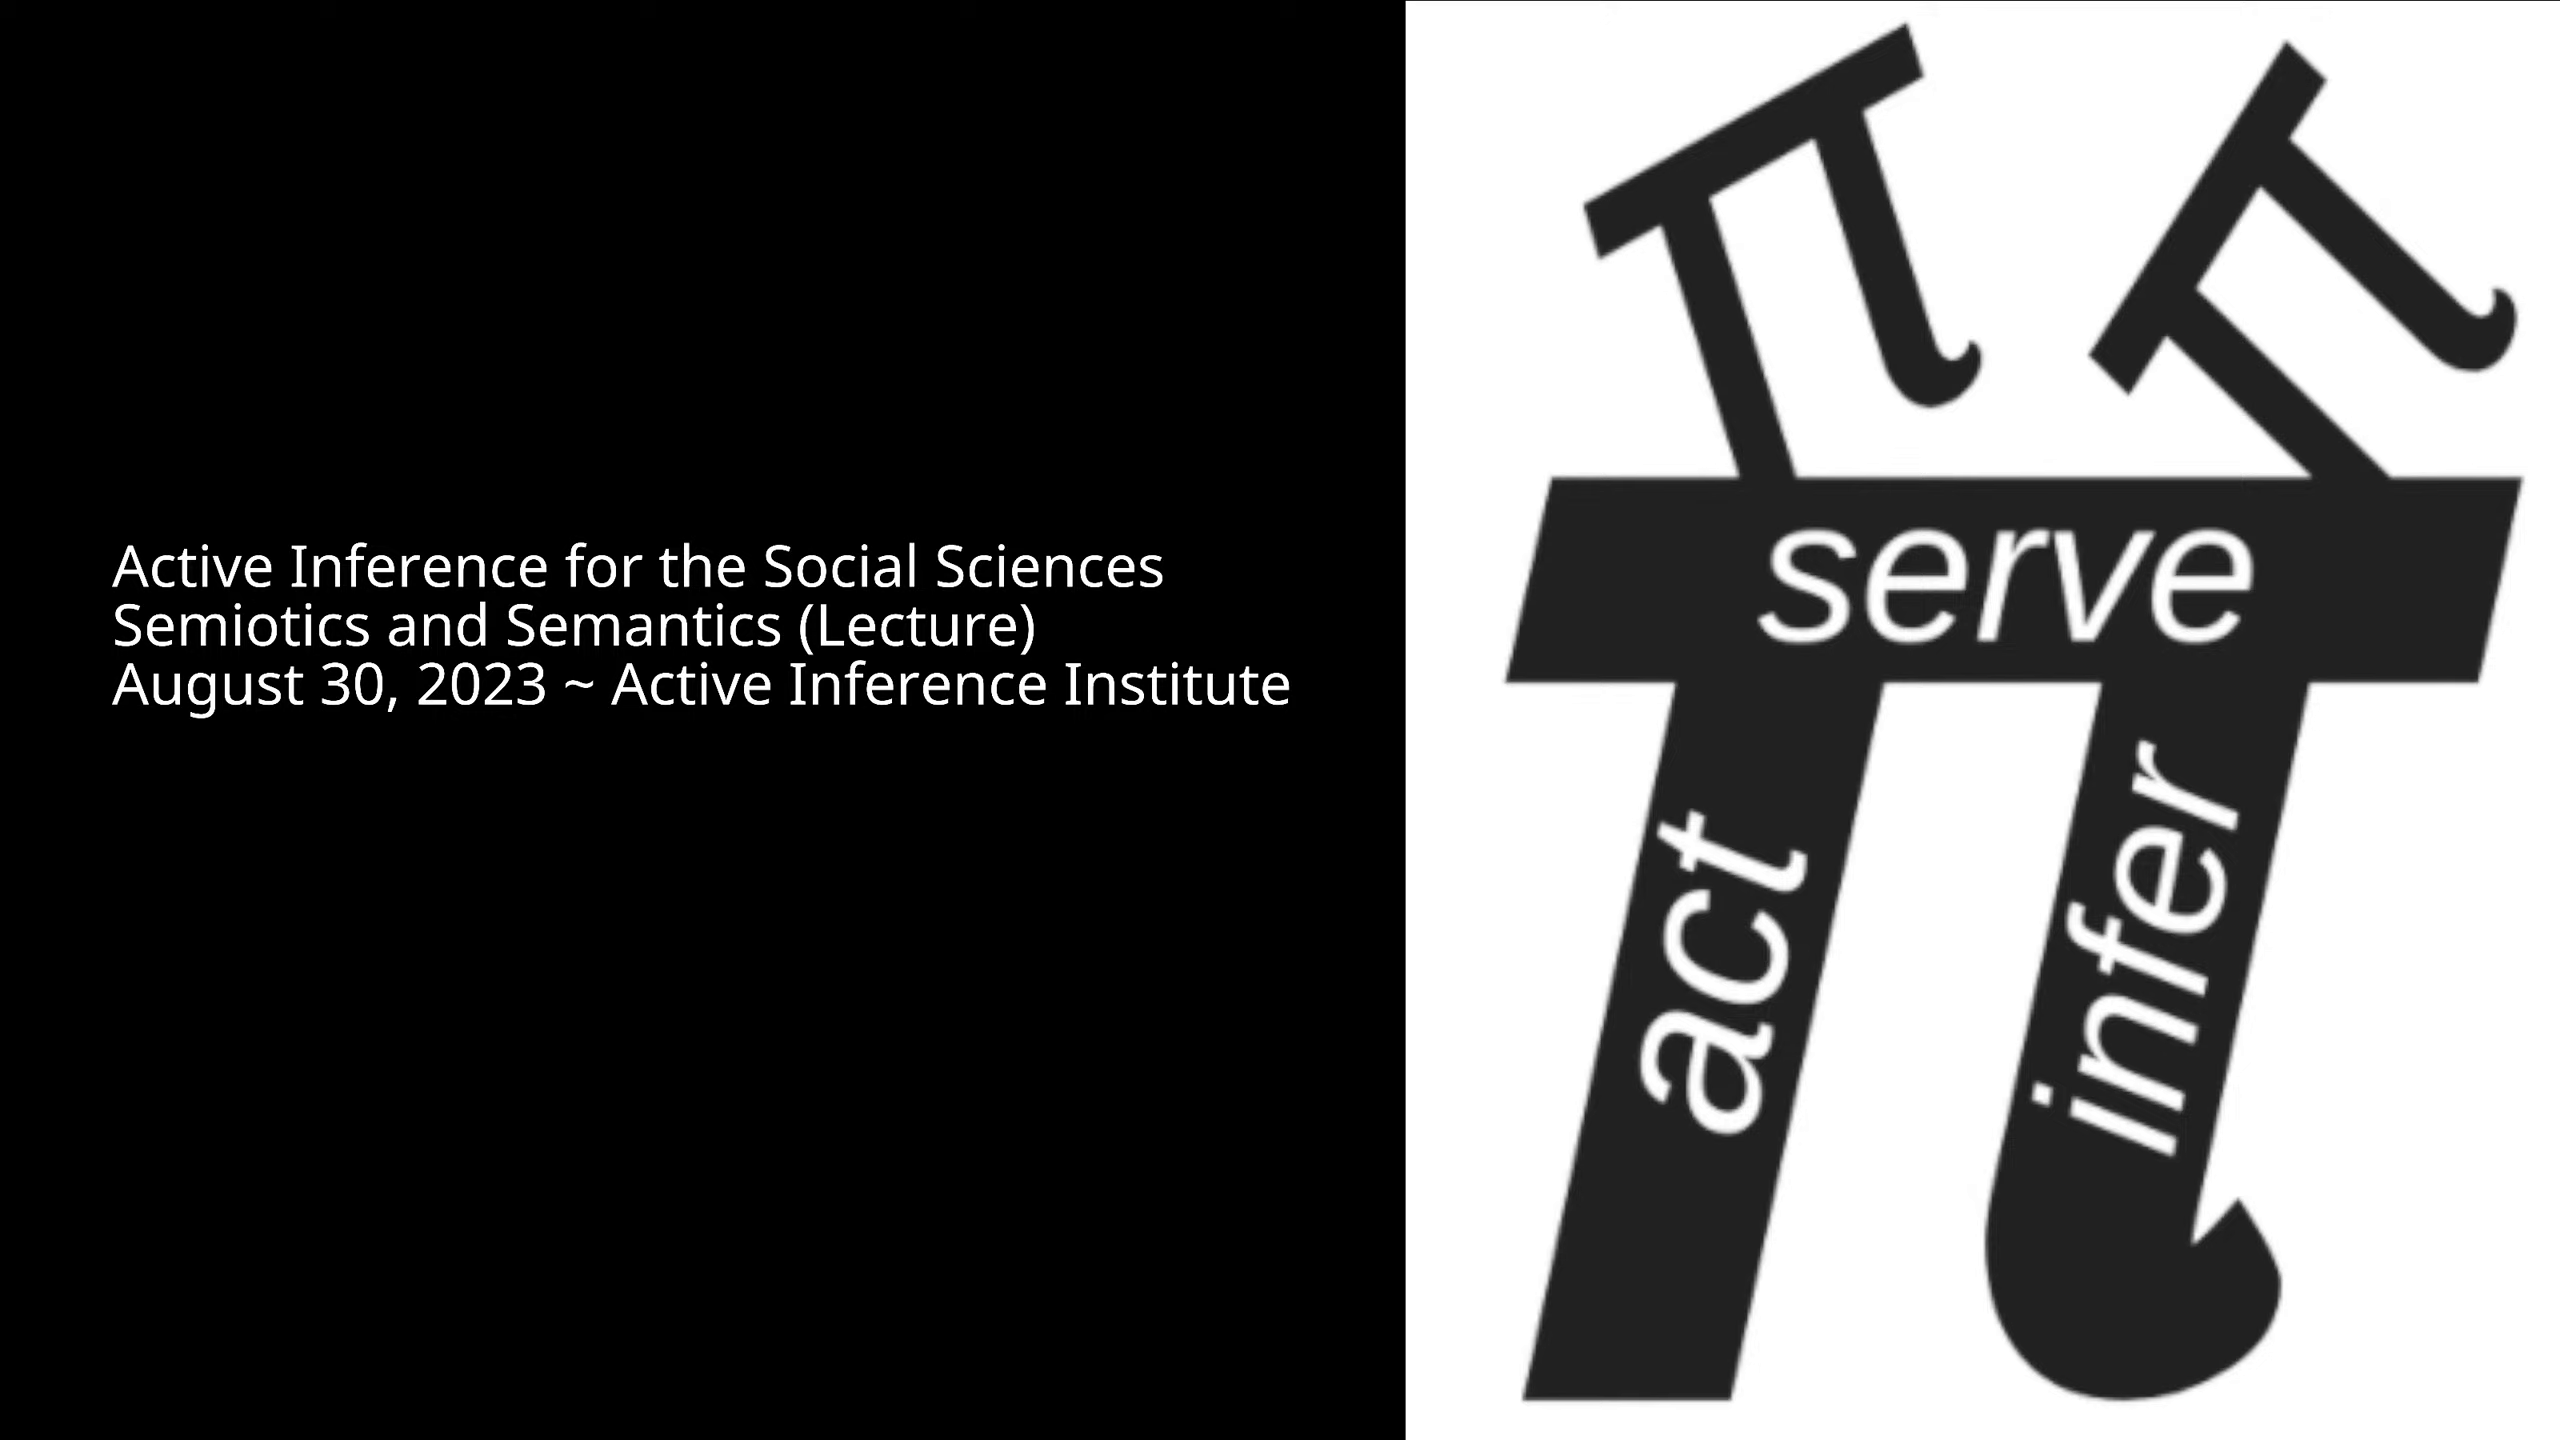 Active Inference for the Social Sciences
Semiotics and Semantics (Lecture)
August 30, 2023 ~ Active Inference Institute
π π
serve
act
infer